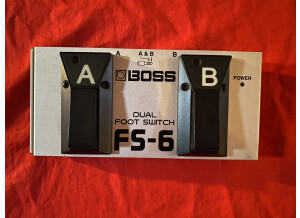 A A & B B
A BOSS B
POWER
DUAL
FOOT SWITCH
FS-6